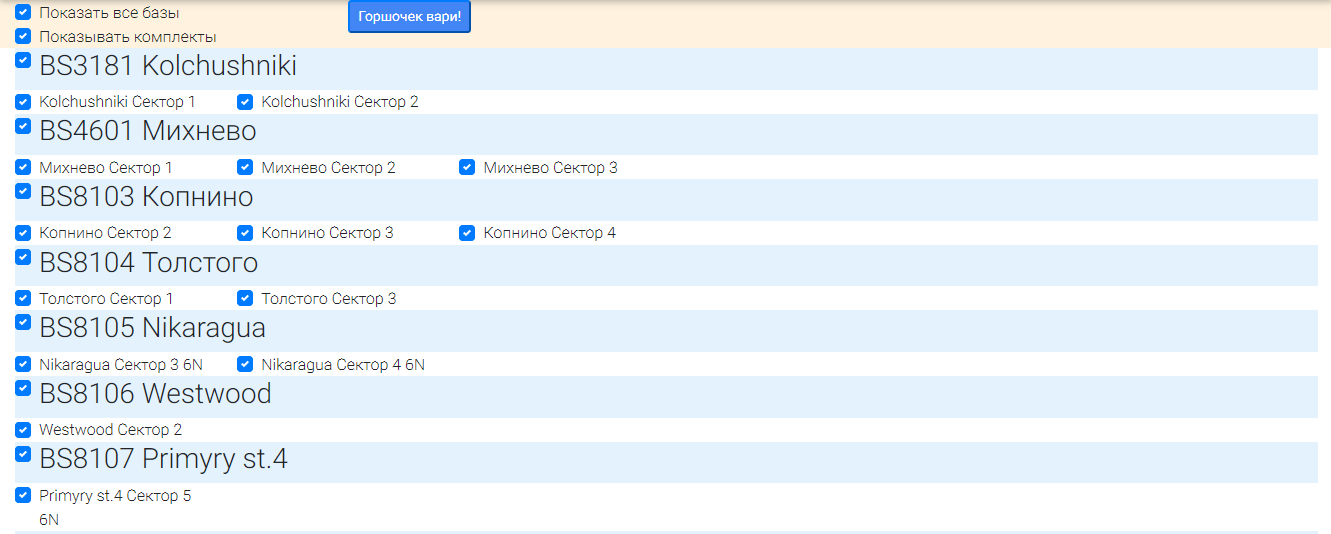 Показать все базы
Горшочек вари!
Показывать комплекты
BS3181 Kolchushniki
Kolchushniki Сектор 1 Kolchushniki Сектор 2
BS4601 Михнево
Михнево Сектор 1 Михнево Сектор 2 Михнево Сектор 3
BS8103 Копнино
Копнино Сектор 2 Копнино Сектор 3 Копнино Сектор 4
BS8104 Толстого
Толстого Сектор 1 Толстого Сектор 3
BS8105 Nikaragua
Nikaragua Сектор 3 6N Nikaragua Сектор 4 6N
BS8106 Westwood
Westwood Сектор 2
BS8107 Primyry st.4
Primyry st.4 Сектор 5
6N